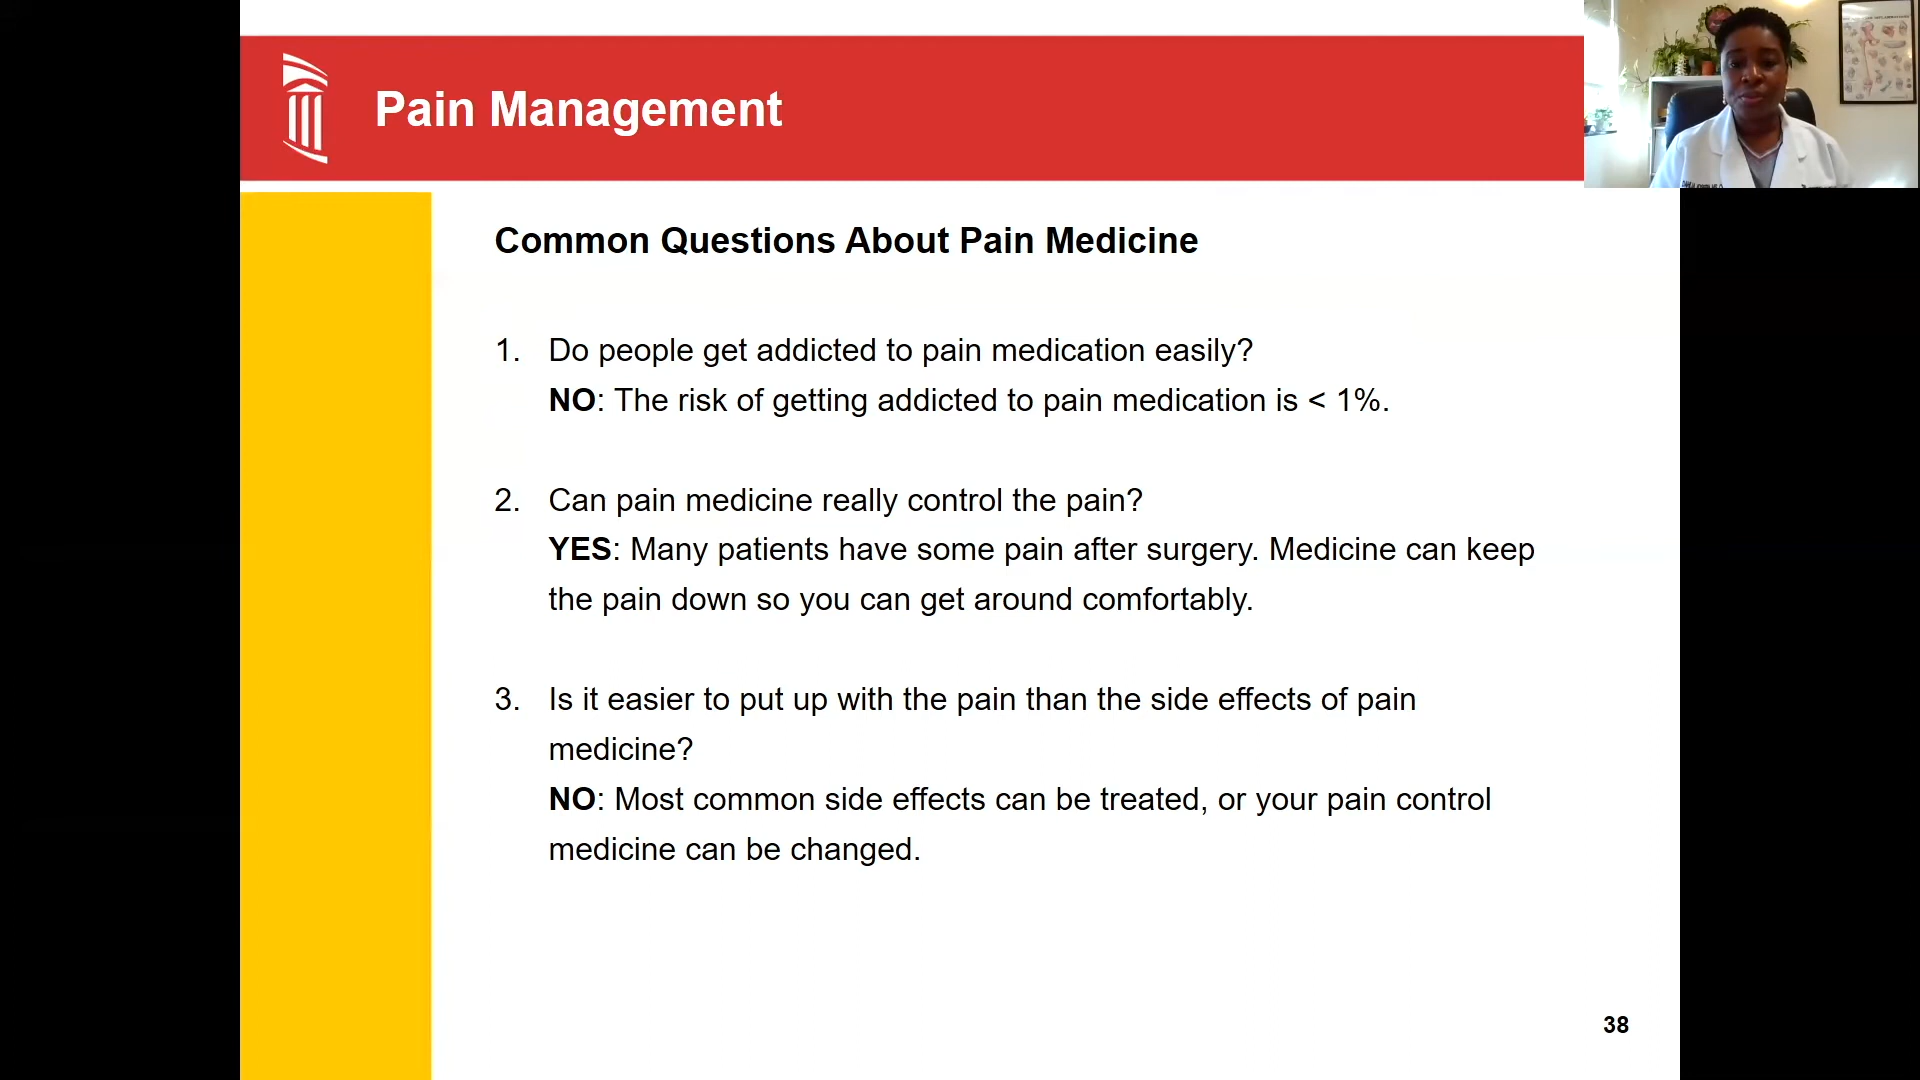 Pain Management
Common Questions About Pain Medicine
1. Do people get addicted to pain medication easily?
NO: The risk of getting addicted to pain medication is < 1%.
2. Can pain medicine really control the pain?
YES: Many patients have some pain after surgery. Medicine can keep
the pain down so you can get around comfortably.
3. Is it easier to put up with the pain than the side effects of pain
medicine?
NO: Most common side effects can be treated, or your pain control
medicine can be changed.
38